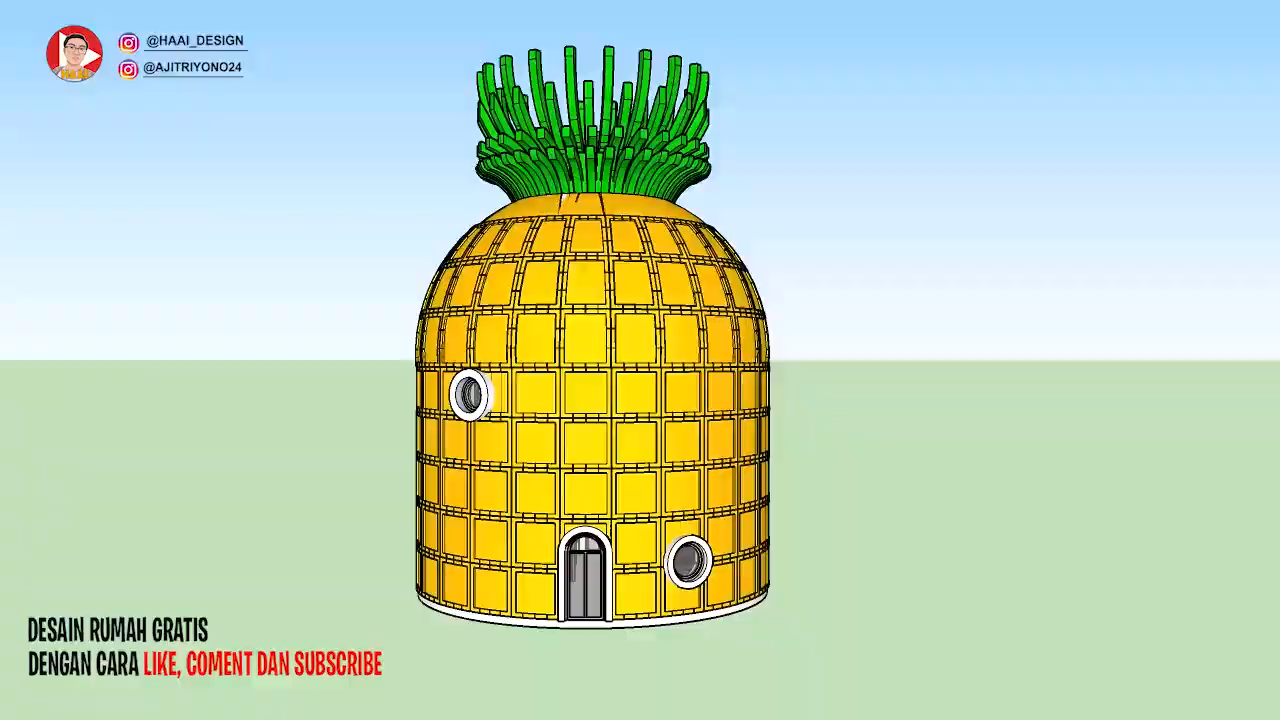 @HAAI_DESIGN
@AJITRIYONO24
DESAIN RUMAH GRATIS
DENGAN CARA LIKE, COMENT DAN SUBSCRIBE